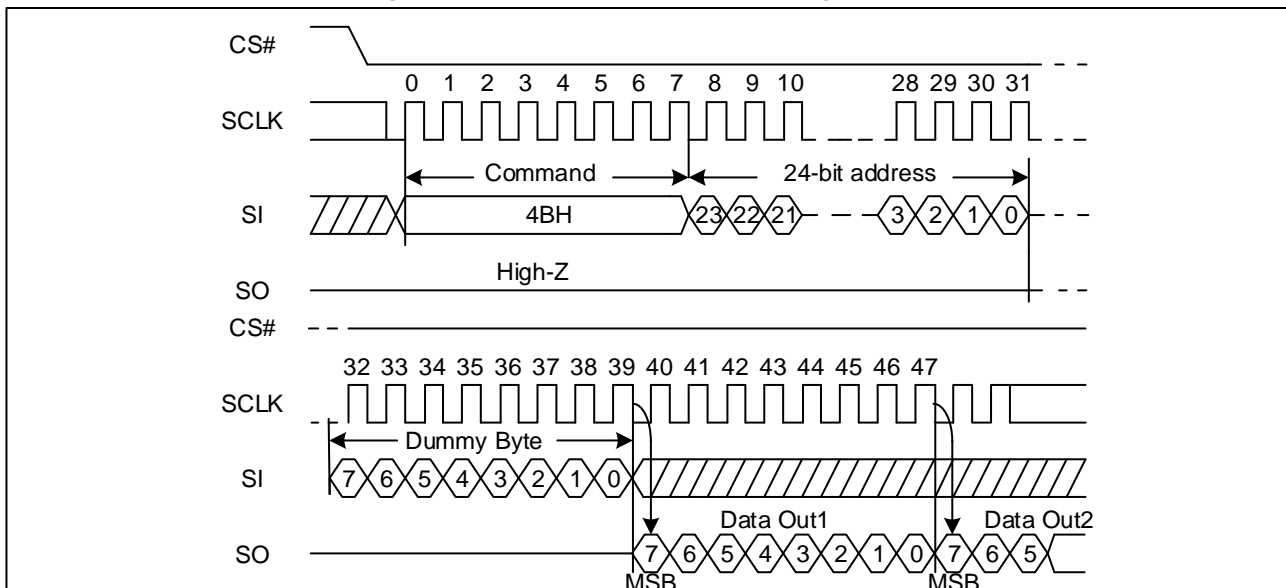 CS#
0 1 2 3 4 5 6 7 8 9 10 28 29 30 31
SCLK
Command 24-bit address
SI 4BH 23 22 21 3 2 1 0
High-Z
SO
CS#
32 33 34 35 36 37 38 39 40 41 42 43 44 45 46 47
SCLK
Dummy Byte
SI 7 6 5 4 3 2 1 0
Data Out1 Data Out2
SO 7 6 5 4 3 2 1 0 7 6 5
MSB MSB